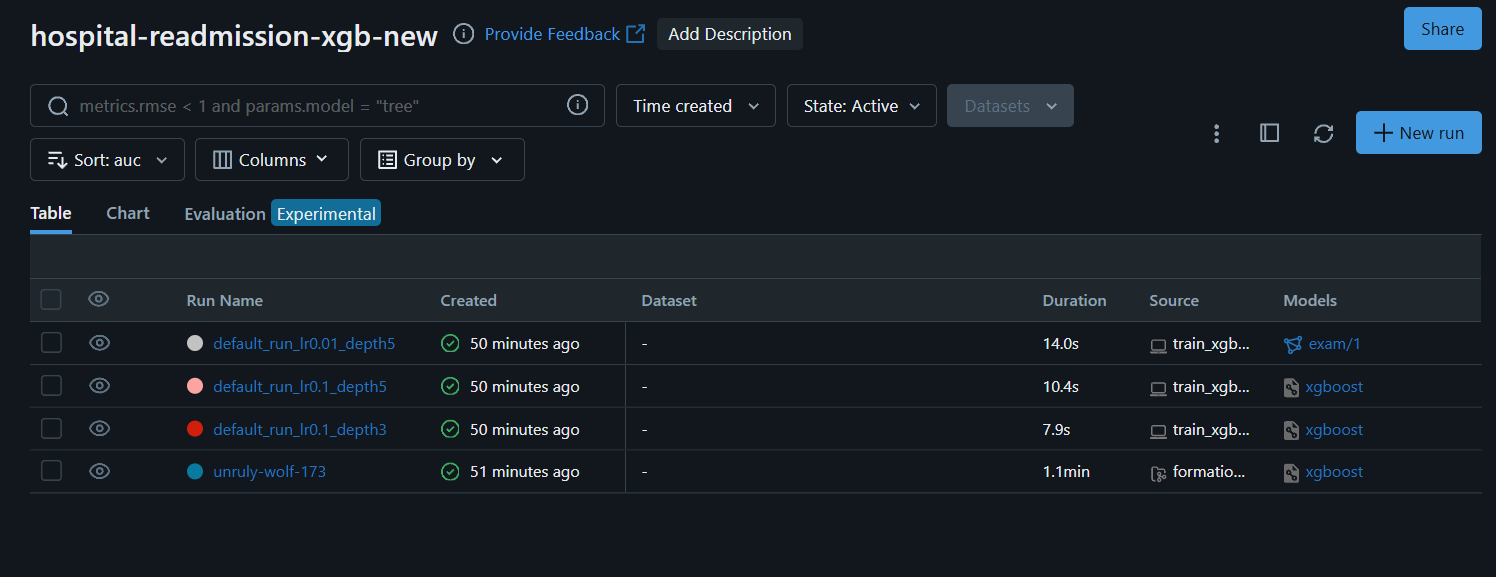 hospital-readmission-xgb-new Provide Feedback Add Description
Share
metrics.rmse < 1 and params.model = "tree" Time created State: Active Datasets
New run
Sort: auc Columns Group by
Table Chart Evaluation Experimental
Run Name Created Dataset Duration Source Models
default_run_lr0.01_depth5 50 minutes ago - 14.0s train_xgb... exam/1
default_run_lr0.1_depth5 50 minutes ago - 10.4s train_xgb... xgboost
default_run_lr0.1_depth3 50 minutes ago - 7.9s train_xgb... xgboost
unruly-wolf-173 51 minutes ago - 1.1min formatio... xgboost